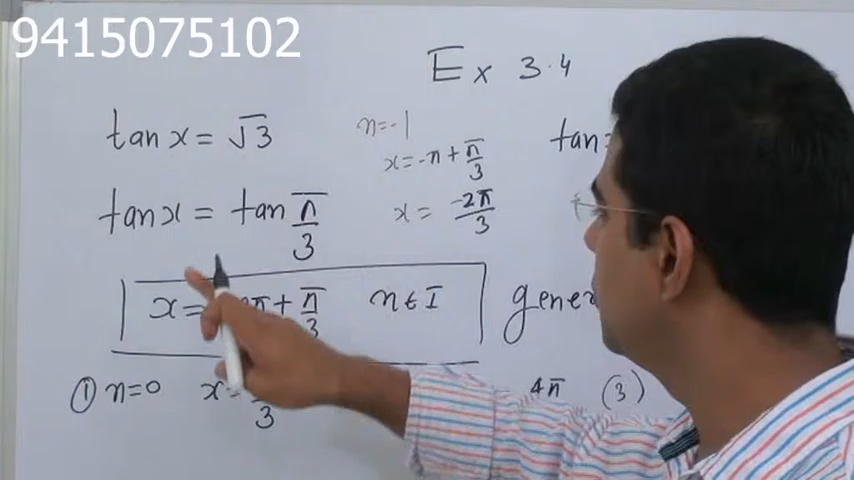 9415075102
Ex 3.4
tan x = √3
n=-1
tan
x=-π+π/3
tan x = tan π/3
x = -2π/3
x= π+π/3 n∈I
gener
① n=0 x= 3
4π
(3)